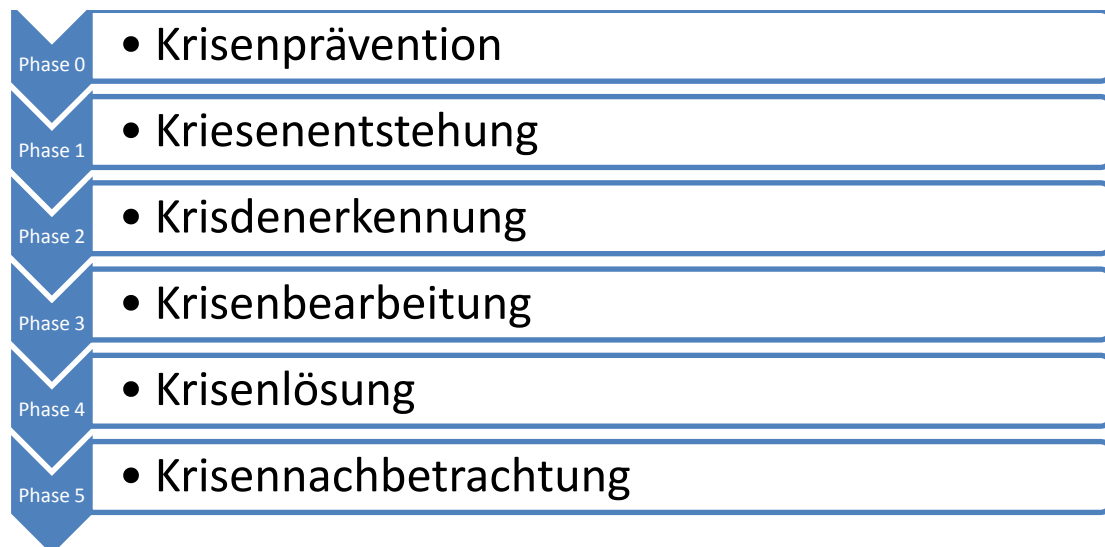 Phase 0
• Krisenprävention
Phase 1
• Kriesenentstehung
Phase 2
• Krisdenerkennung
Phase 3
• Krisenbearbeitung
Phase 4
• Krisenlösung
Phase 5
• Krisennachbetrachtung